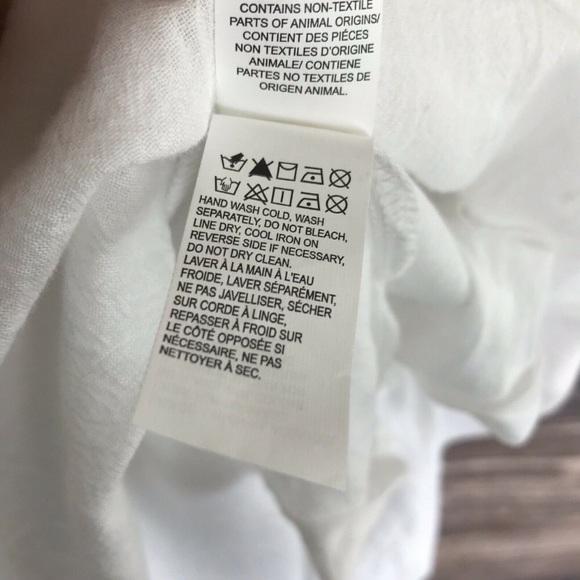 CONTAINS NON-TEXTILE
PARTS OF ANIMAL ORIGINS/
CONTIENT DES PIÉCES
NON TEXTILES D'ORIGINE
ANIMALE/ CONTIENE
PARTES NO TEXTILES DE
ORIGEN ANIMAL.
HAND WASH COLD, WASH
SEPARATELY, DO NOT BLEACH,
LINE DRY, COOL IRON ON
REVERSE SIDE IF NECESSARY,
DO NOT DRY CLEAN.
LAVER À LA MAIN À L'EAU
FROIDE, LAVER SÉPARÉMENT,
NE PAS JAVELLISER, SÉCHER
SUR CORDE À LINGE,
REPASSER À FROID SUR
LE CÔTÉ OPPOSÉE SI
NÉCESSAIRE, NE PAS
NETTOYER À SEC.